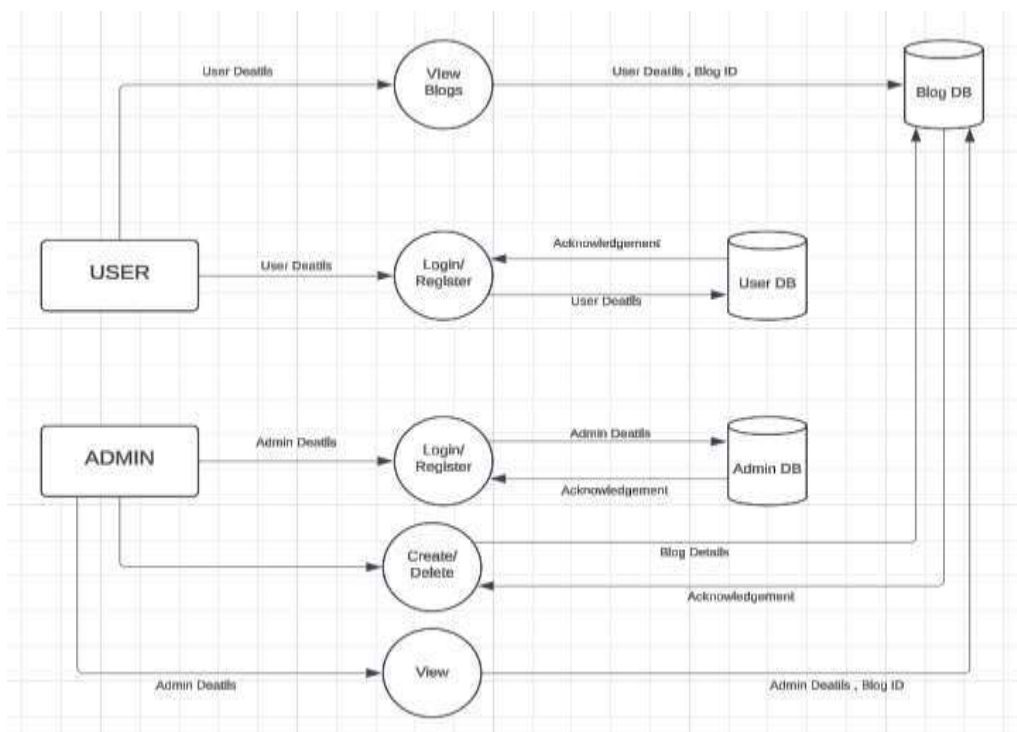 User Deatils
View
Blogs
User Deatils , Blog ID
Blog DB
USER
User Deatils
Login/
Register
Acknowledgement
User Deatils
User DB
ADMIN
Admin Deatils
Login/
Register
Admin Deatils
Acknowledgement
Admin DB
Create/
Delete
Blog Details
Acknowledgement
View
Admin Deatils
Admin Deatils , Blog ID